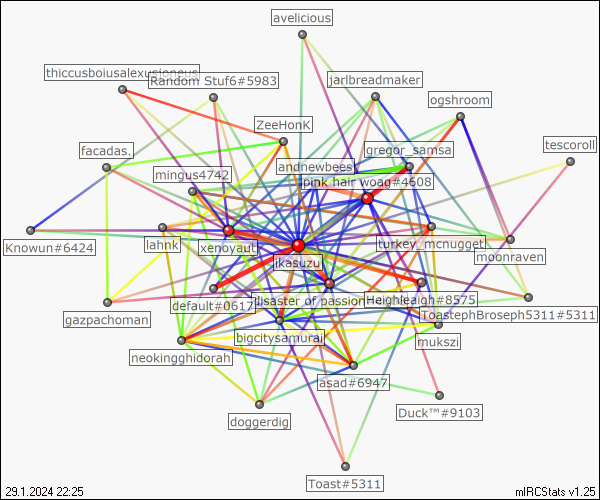 avelicious
thiccusboiusalexusioneus
Random Stuf6#5983
jarlbreadmaker
ogshroom
ZeeHonK
gregor_samsa
tescoroll
facadas.
mingus4742
andnewbees
pink hair woag#4608
Knowun#6424
lahnk
xenoyaut
turkey_mcnugget
moonraven
ikasuzu
gazpachoman
default#0617
disaster_of_passion
Heighleaigh#8575
ToastephBroseph5311#5311
bigcitysamurai
mukszi
neokingghidorah
asad#6947
doggerdig
Duck™#9103
Toast#5311
29.1.2024 22:25
mIRCStats v1.25